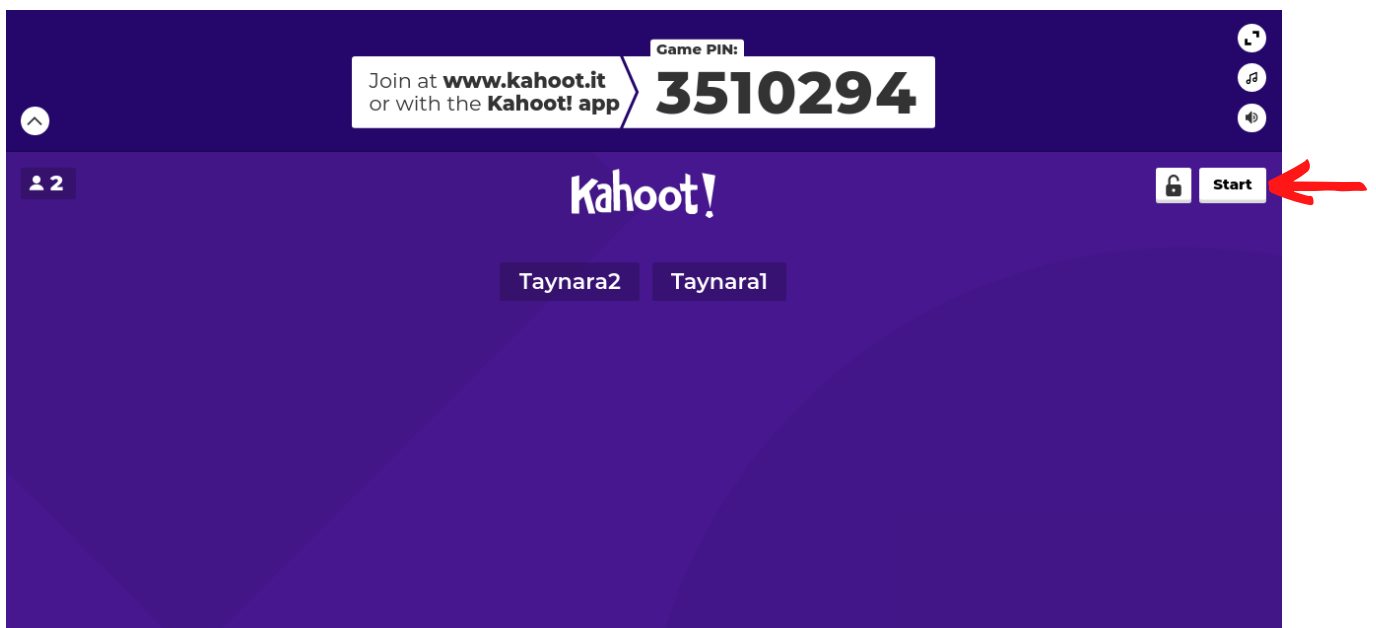 Game PIN:
Join at www.kahoot.it
or with the Kahoot! app
3510294
2
Kahoot!
Start
Taynara2
Taynara1